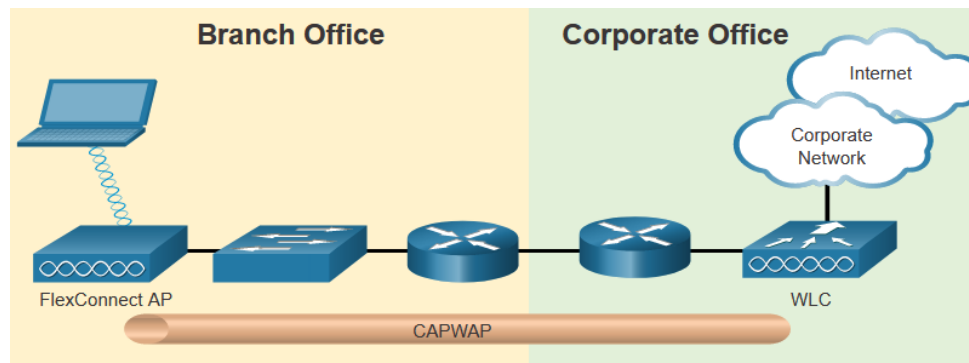 Branch Office
Corporate Office
Internet
Corporate
Network
FlexConnect AP
WLC
CAPWAP